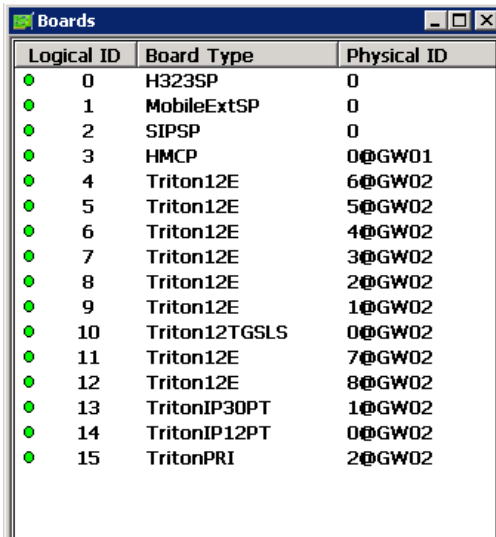 Boards
Logical ID Board Type Physical ID
0 H323SP 0
1 MobileExtSP 0
2 SIPSP 0
3 HMCP 0@GW01
4 Triton12E 6@GW02
5 Triton12E 5@GW02
6 Triton12E 4@GW02
7 Triton12E 3@GW02
8 Triton12E 2@GW02
9 Triton12E 1@GW02
10 Triton12TGSLS 0@GW02
11 Triton12E 7@GW02
12 Triton12E 8@GW02
13 TritonIP30PT 1@GW02
14 TritonIP12PT 0@GW02
15 TritonPRI 2@GW02